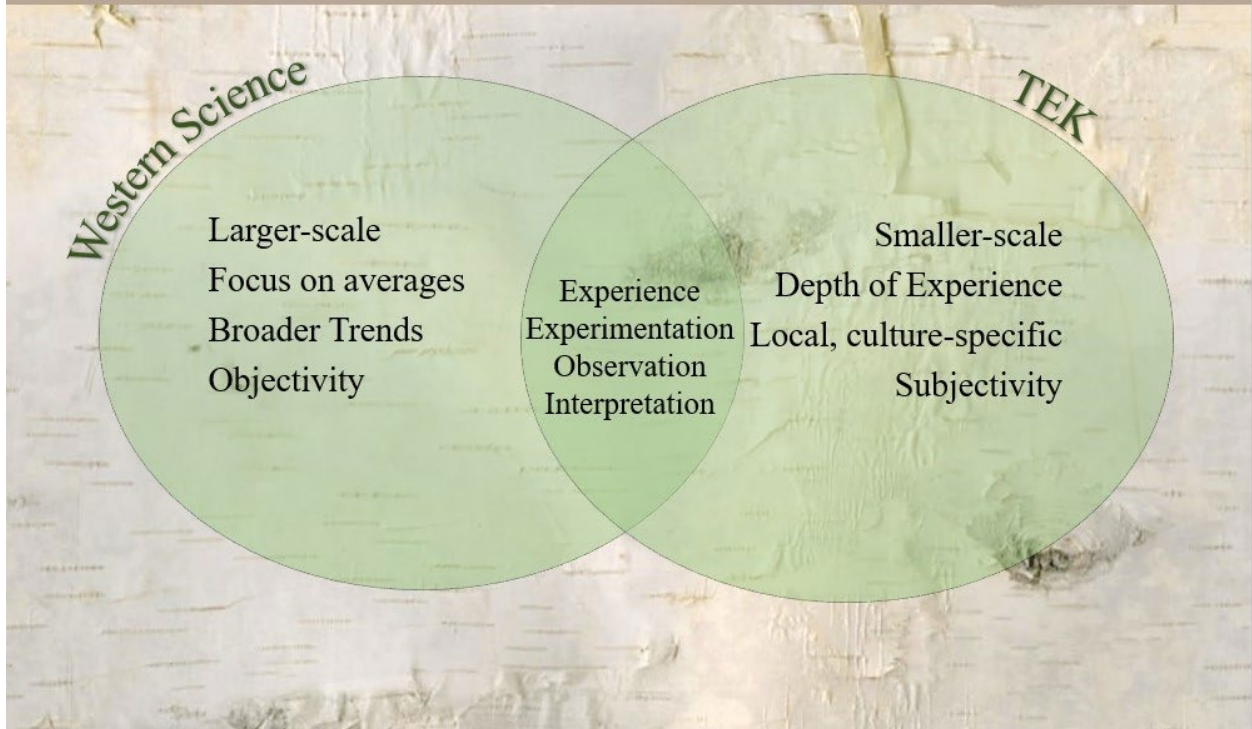 Western Science
TEK
Larger-scale
Focus on averages
Broader Trends
Objectivity
Experience
Experimentation
Observation
Interpretation
Smaller-scale
Depth of Experience
Local, culture-specific
Subjectivity